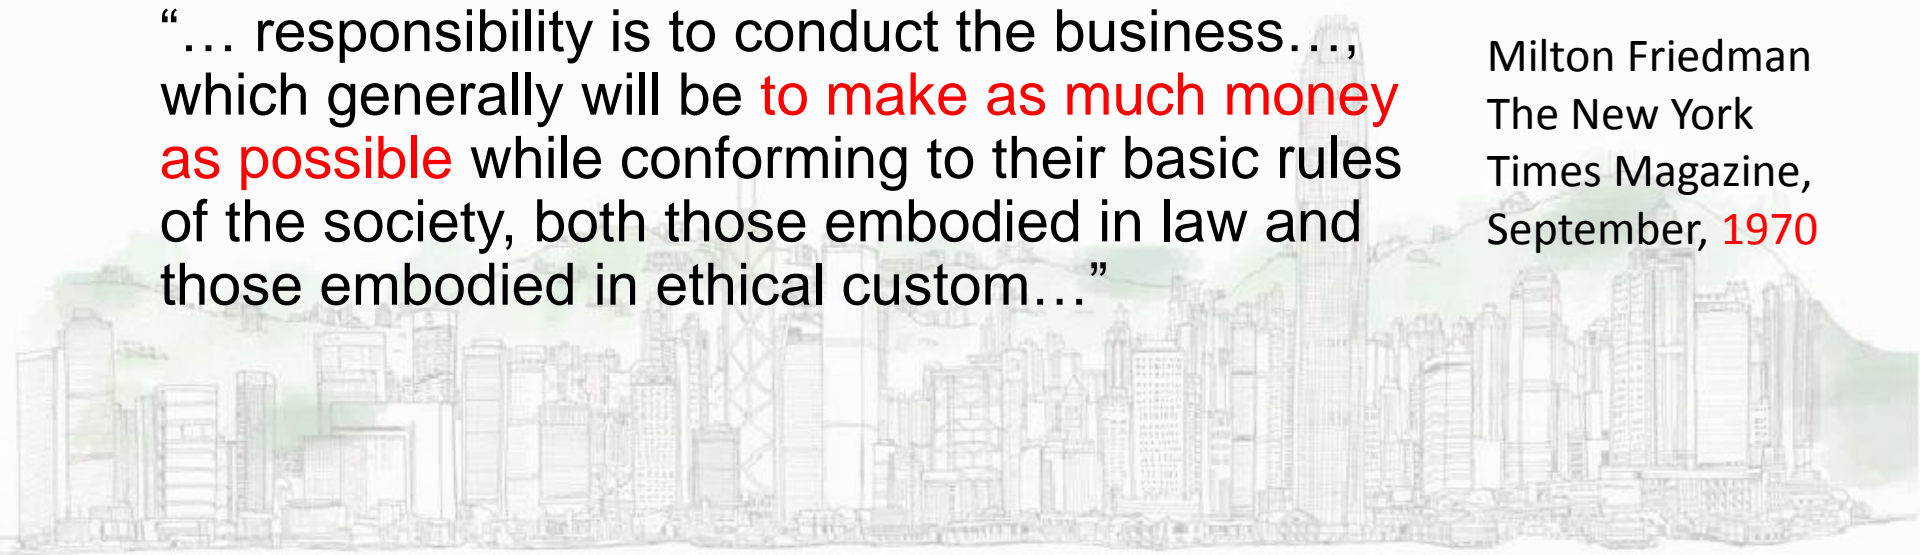 “… responsibility is to conduct the business…,
which generally will be to make as much money
as possible while conforming to their basic rules
of the society, both those embodied in law and
those embodied in ethical custom…”
Milton Friedman
The New York
Times Magazine,
September, 1970